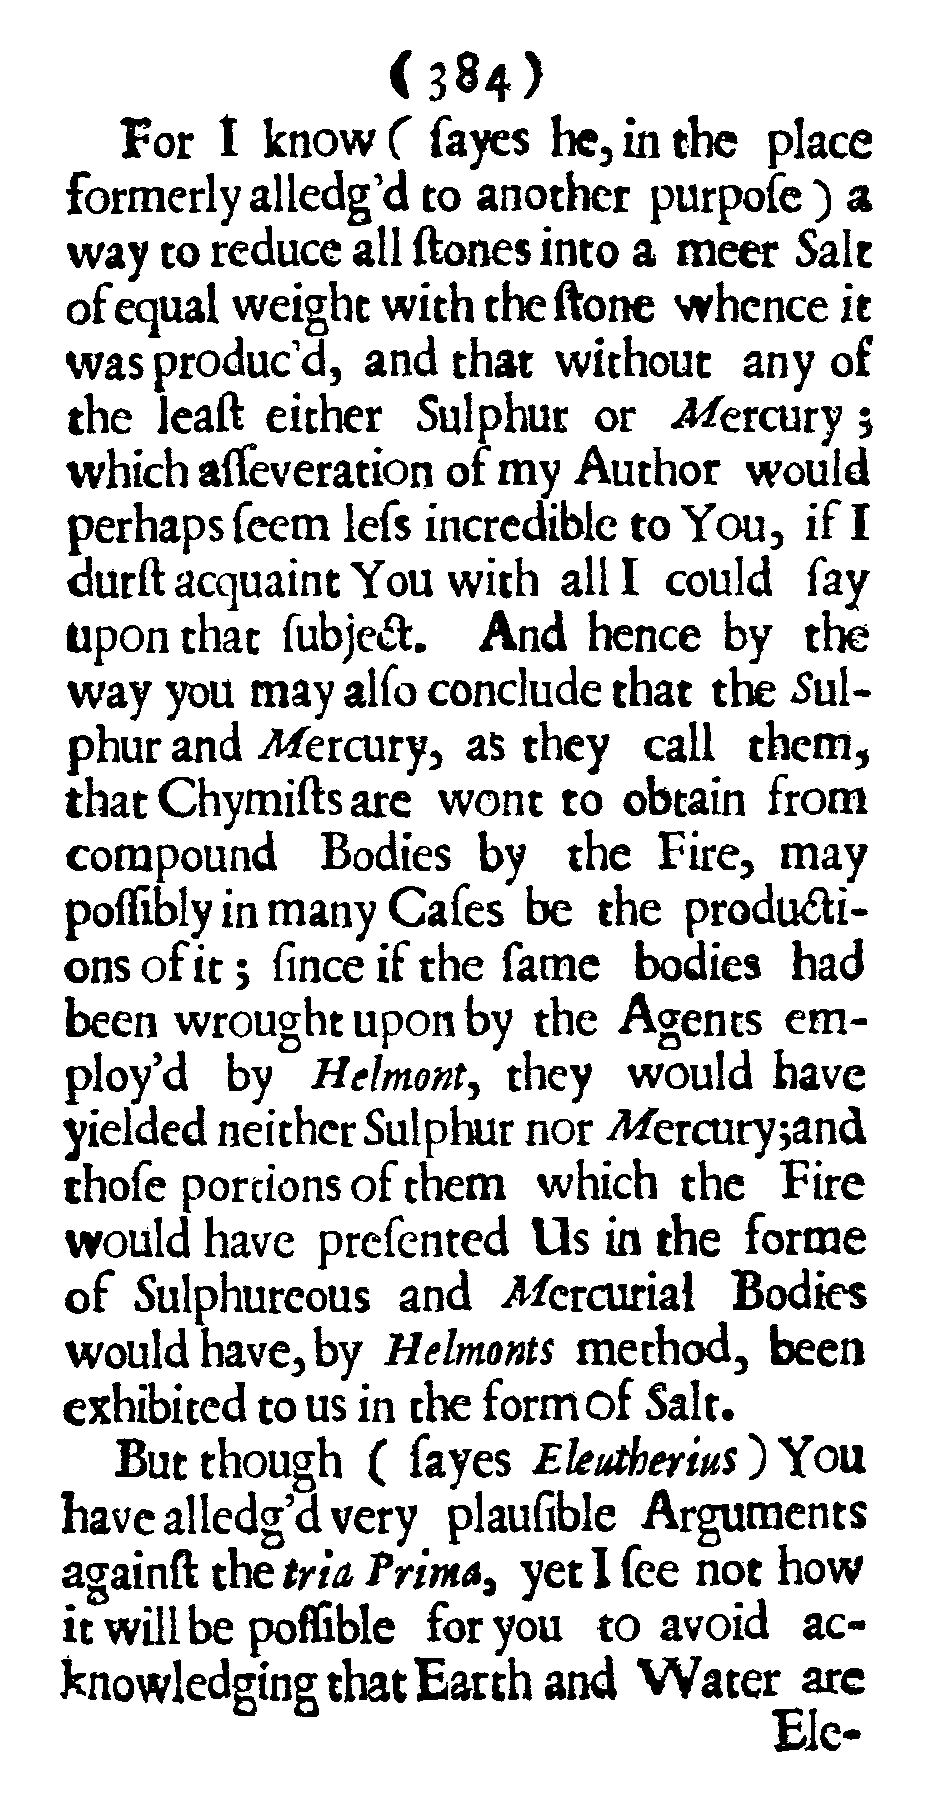 (384)
For I know ( ſayes he, in the place
formerly alledg'd to another purpoſe ) a
way to reduce all ſtones into a meer Salt
of equal weight with the ſtone whence it
was produc'd, and that without any of
the leaſt either Sulphur or Mercury ;
which aſſeveration of my Author would
perhaps ſeem leſs incredible to You, if I
durſt acquaint You with all I could ſay
upon that ſubject. And hence by the
way you may alſo conclude that the Sul-
phur and Mercury, as they call them,
that Chymiſts are wont to obtain from
compound Bodies by the Fire, may
poſſibly in many Caſes be the producti-
ons of it ; ſince if the ſame bodies had
been wrought upon by the Agents em-
ploy'd by Helmont, they would have
yielded neither Sulphur nor Mercury;and
thoſe portions of them which the Fire
would have preſented Us in the forme
of Sulphureous and Mercurial Bodies
would have, by Helmonts method, been
exhibited to us in the form of Salt.
But though ( ſayes Eleutherius ) You
have alledg'd very plauſible Arguments
againſt the tria Prima, yet I ſee not how
it will be poſſible for you to avoid ac-
knowledging that Earth and Water are
Ele-